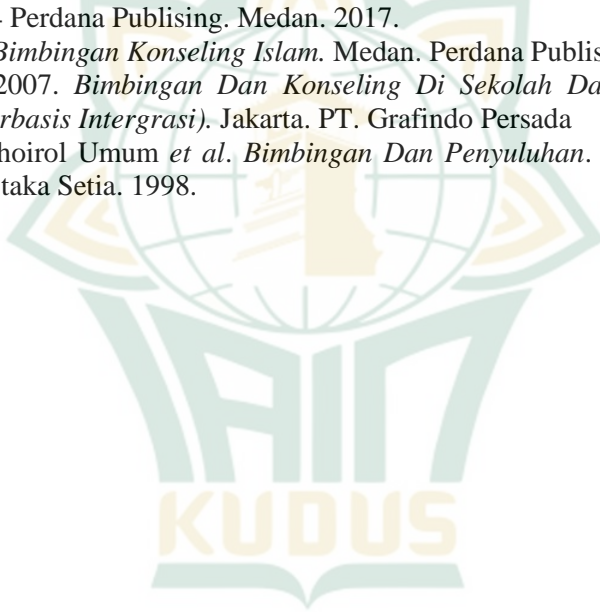 - Perdana Publising. Medan. 2017.
Bimbingan Konseling Islam. Medan. Perdana Publis
2007. Bimbingan Dan Konseling Di Sekolah Da
rbasis Intergrasi). Jakarta. PT. Grafindo Persada
hoirol Umum et al. Bimbingan Dan Penyuluhan.
taka Setia. 1998.
IAIN
KUDUS